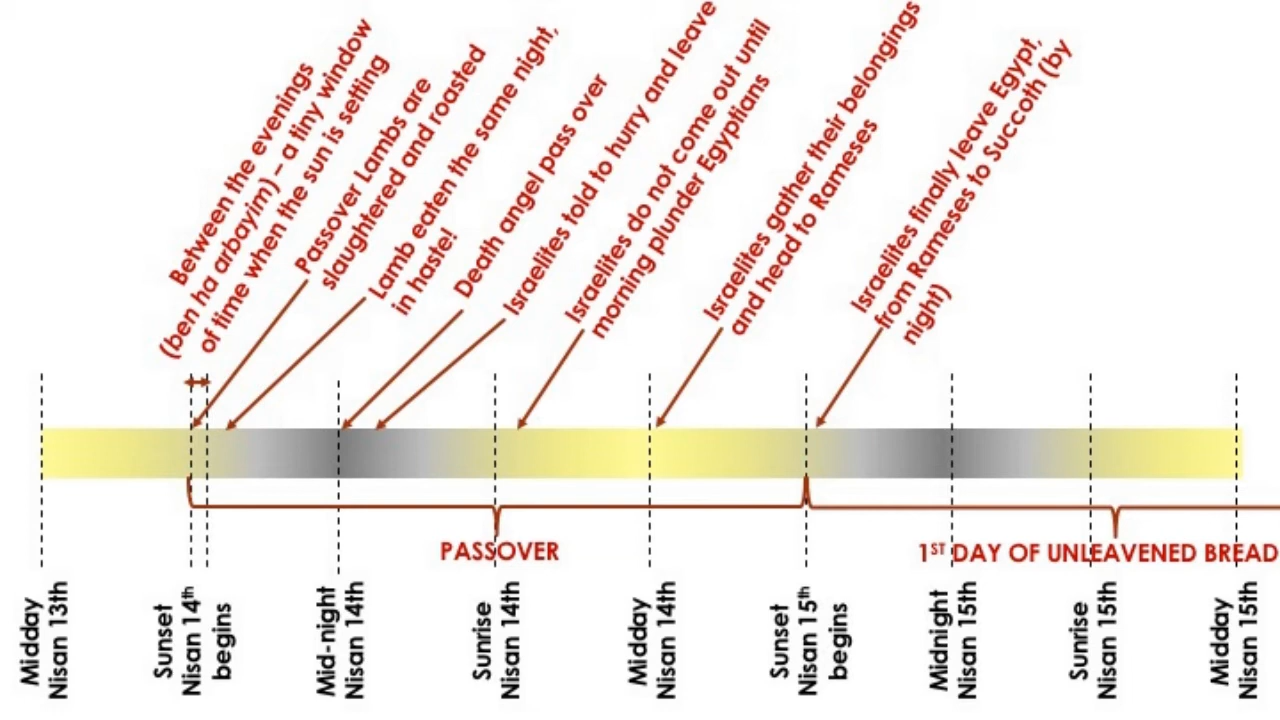 Between the evenings
(ben ha arbayim) – a tiny window
of time when the sun is setting
Passover Lambs are
slaughtered and roasted
Lamb eaten the same night,
in haste!
Death angel pass over
Israelites told to hurry and leave
Israelites do not come out until
morning plunder Egyptians
Israelites gather their belongings
and head to Rameses
Israelites finally leave Egypt,
from Rameses to Succoth (by
night)
PASSOVER
1ST DAY OF UNLEAVENED BREAD
Midday
Nisan 13th
Sunset
Nisan 14th
begins
Mid-night
Nisan 14th
Sunrise
Nisan 14th
Midday
Nisan 14th
Sunset
Nisan 15th
begins
Midnight
Nisan 15th
Sunrise
Nisan 15th
Midday
Nisan 15th